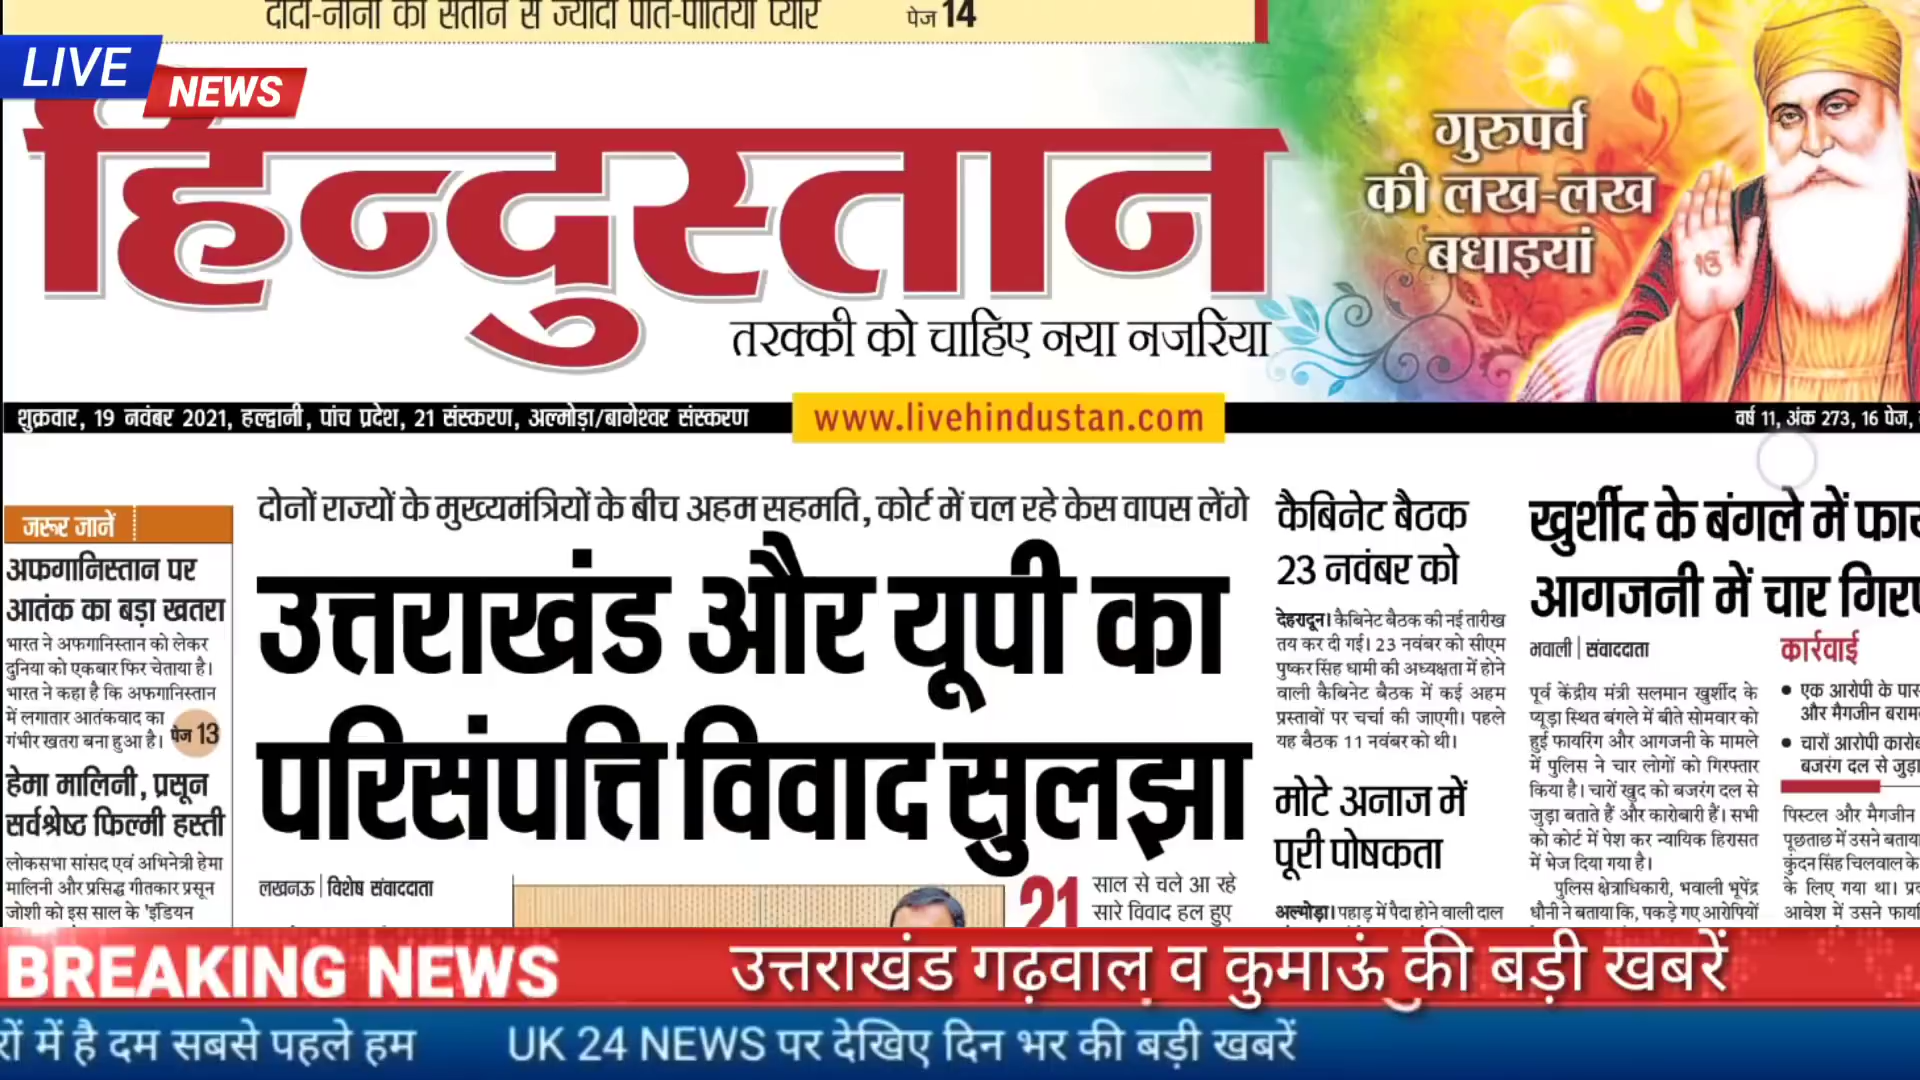 दादी-नानी को संतान से ज्यादा पोते-पोतियां प्यारे
पेज 14
LIVE
NEWS
हिन्दुस्तान
तरक्की को चाहिए नया नजरिया
गुरुपर्व
की लख-लख
बधाइयां
शुक्रवार, 19 नवंबर 2021, हल्द्वानी, पांच प्रदेश, 21 संस्करण, अल्मोड़ा/बागेश्वर संस्करण
www.livehindustan.com
वर्ष 11, अंक 273, 16 पेज,
जरूर जानें
अफगानिस्तान पर
आतंक का बड़ा खतरा
भारत ने अफगानिस्तान को लेकर
दुनिया को एकबार फिर चेताया है।
भारत ने कहा है कि अफगानिस्तान
में लगातार आतंकवाद का
गंभीर खतरा बना हुआ है।
पेज 13
हेमा मालिनी, प्रसून
सर्वश्रेष्ठ फिल्मी हस्ती
लोकसभा सांसद एवं अभिनेत्री हेमा
मालिनी और प्रसिद्ध गीतकार प्रसून
जोशी को इस साल के 'इंडियन
दोनों राज्यों के मुख्यमंत्रियों के बीच अहम सहमति, कोर्ट में चल रहे केस वापस लेंगे
उत्तराखंड और यूपी का
परिसंपत्ति विवाद सुलझा
लखनऊ | विशेष संवाददाता
21
साल से चले आ रहे
सारे विवाद हल हुए
कैबिनेट बैठक
23 नवंबर को
देहरादून। कैबिनेट बैठक की नई तारीख
तय कर दी गई। 23 नवंबर को सीएम
पुष्कर सिंह धामी की अध्यक्षता में होने
वाली कैबिनेट बैठक में कई अहम
प्रस्तावों पर चर्चा की जाएगी। पहले
यह बैठक 11 नवंबर को थी।
मोटे अनाज में
पूरी पोषकता
अल्मोड़ा। पहाड़ में पैदा होने वाली दाल
खुर्शीद के बंगले में
आगजनी में चार
भवाली | संवाददाता
पूर्व केंद्रीय मंत्री सलमान खुर्शीद के
प्यूड़ा स्थित बंगले में बीते सोमवार को
हुई फायरिंग और आगजनी के मामले
में पुलिस ने चार लोगों को गिरफ्तार
किया है। चारों खुद को बजरंग दल से
जुड़ा बताते हैं और कारोबारी हैं। सभी
को कोर्ट में पेश कर न्यायिक हिरासत
में भेज दिया गया है।
पुलिस क्षेत्राधिकारी, भवाली भूपेंद्र
धौनी ने बताया कि, पकड़े गए आरोपियों
कार्रवाई
• एक आरोपी के पास
और मैगजीन
• चारों आरोपी
बजरंग दल से जुड़ा
पिस्टल और मैगजीन
पूछताछ में उसने बताया
कुंदन सिंह चिलवाल के
के लिए गया था।
आवेश में उसने
BREAKING NEWS
उत्तराखंड गढ़वाल व कुमाऊं की बड़ी खबरें
में है दम सबसे पहले हम
UK 24 NEWS पर देखिए दिन भर की बड़ी खबरें